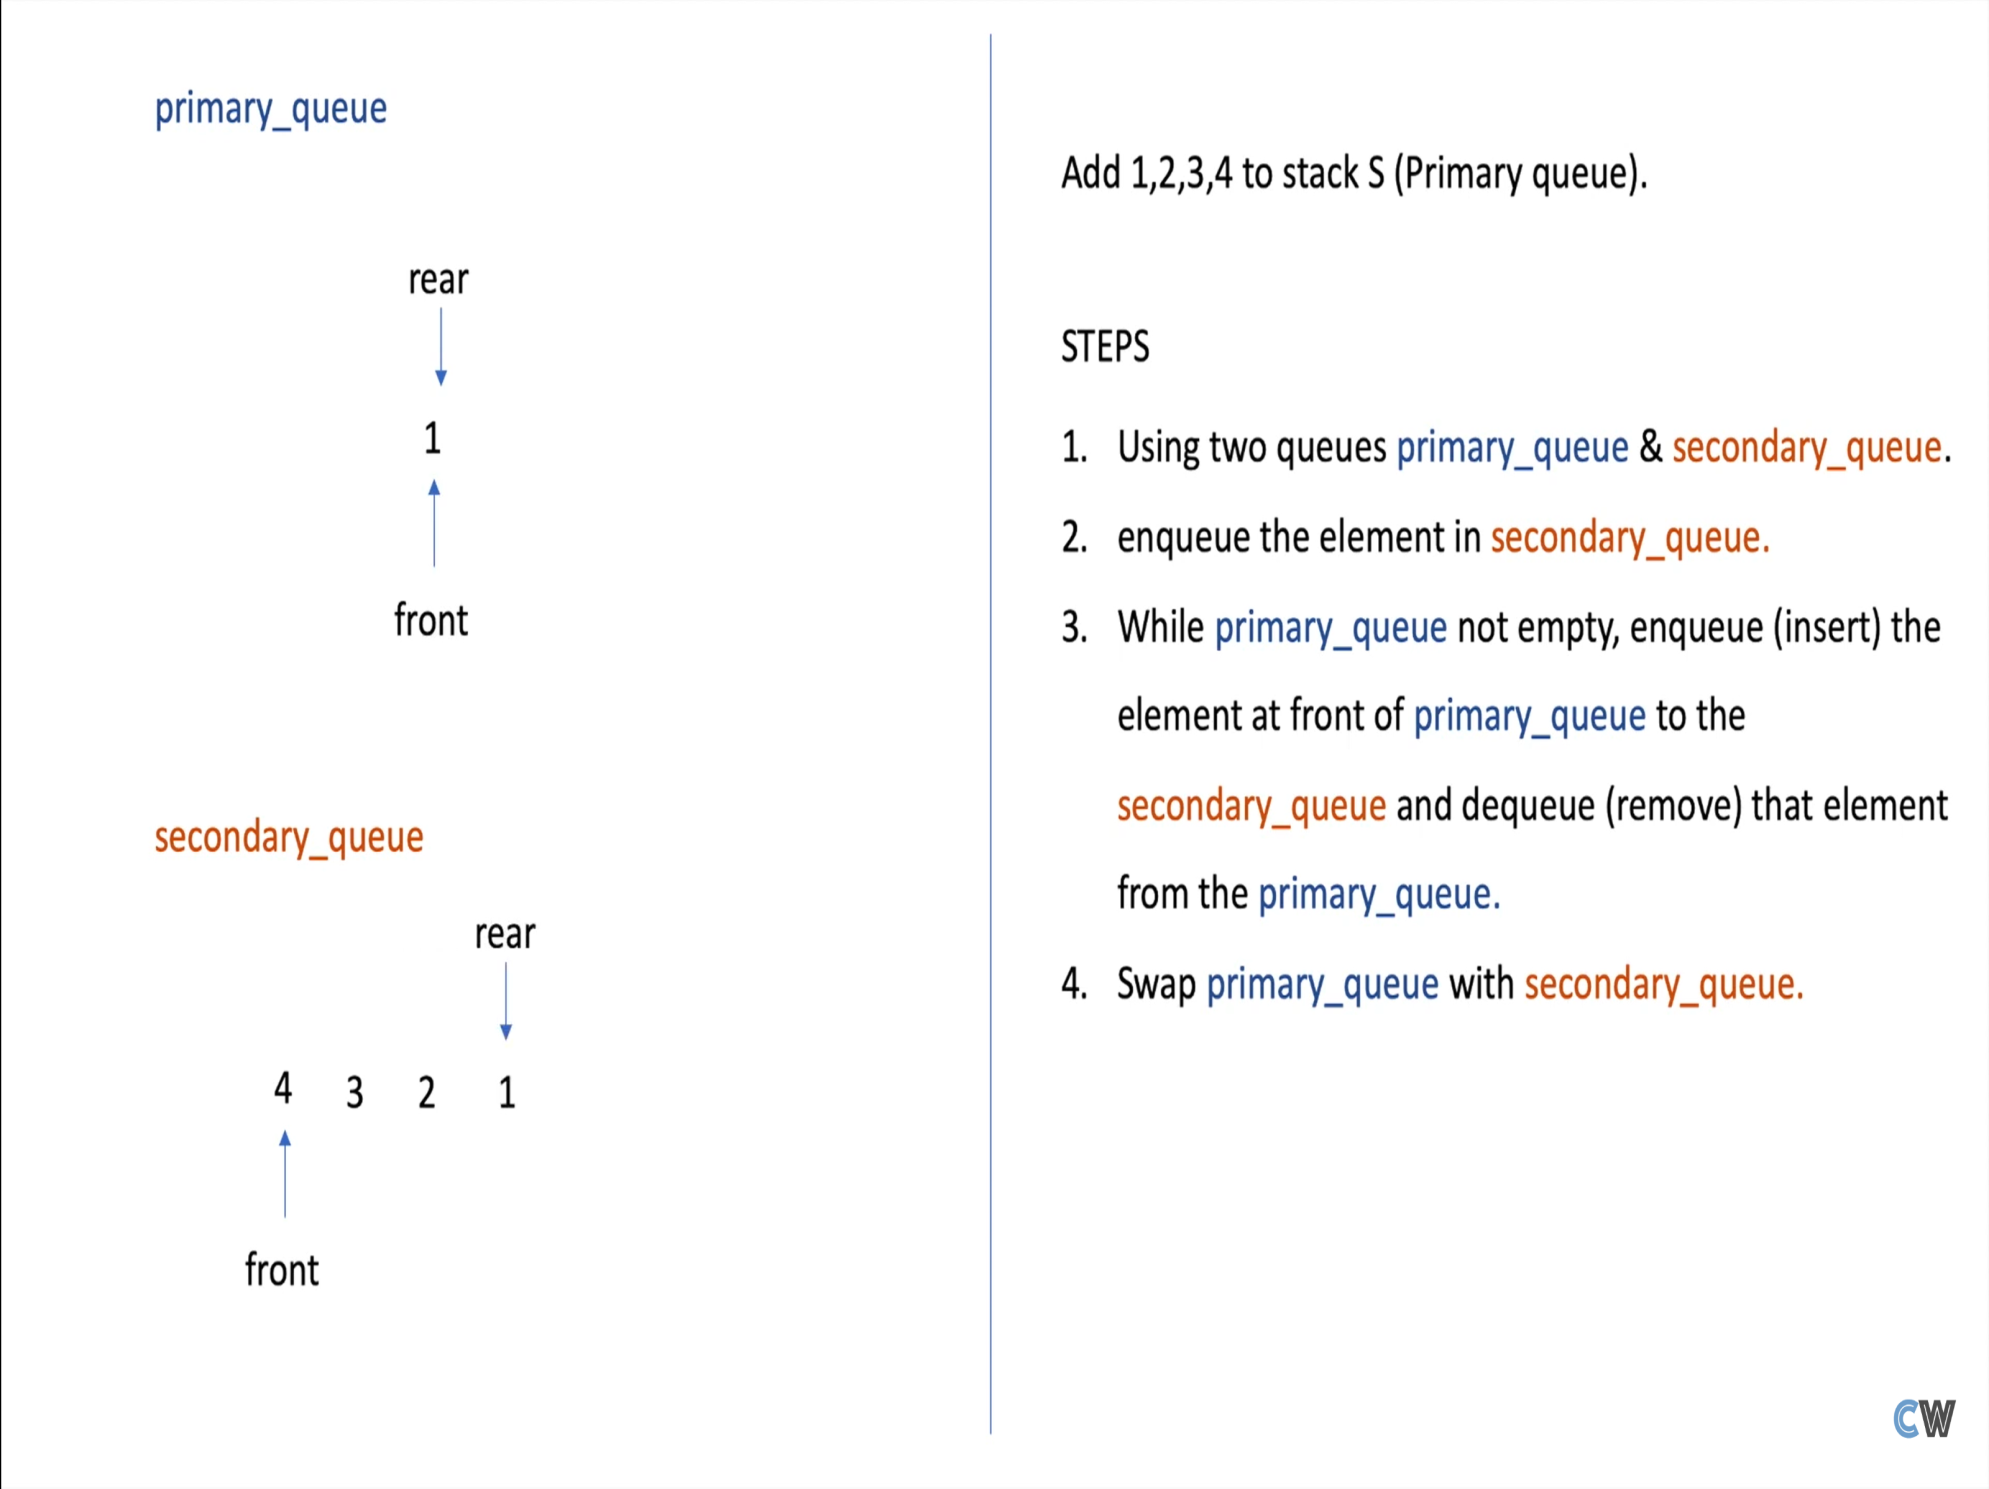 primary_queue
rear
1
front
secondary_queue
rear
4 3 2 1
front
Add 1,2,3,4 to stack S (Primary queue).
STEPS
1. Using two queues primary_queue & secondary_queue.
2. enqueue the element in secondary_queue.
3. While primary_queue not empty, enqueue (insert) the
element at front of primary_queue to the
secondary_queue and dequeue (remove) that element
from the primary_queue.
4. Swap primary_queue with secondary_queue.
CW